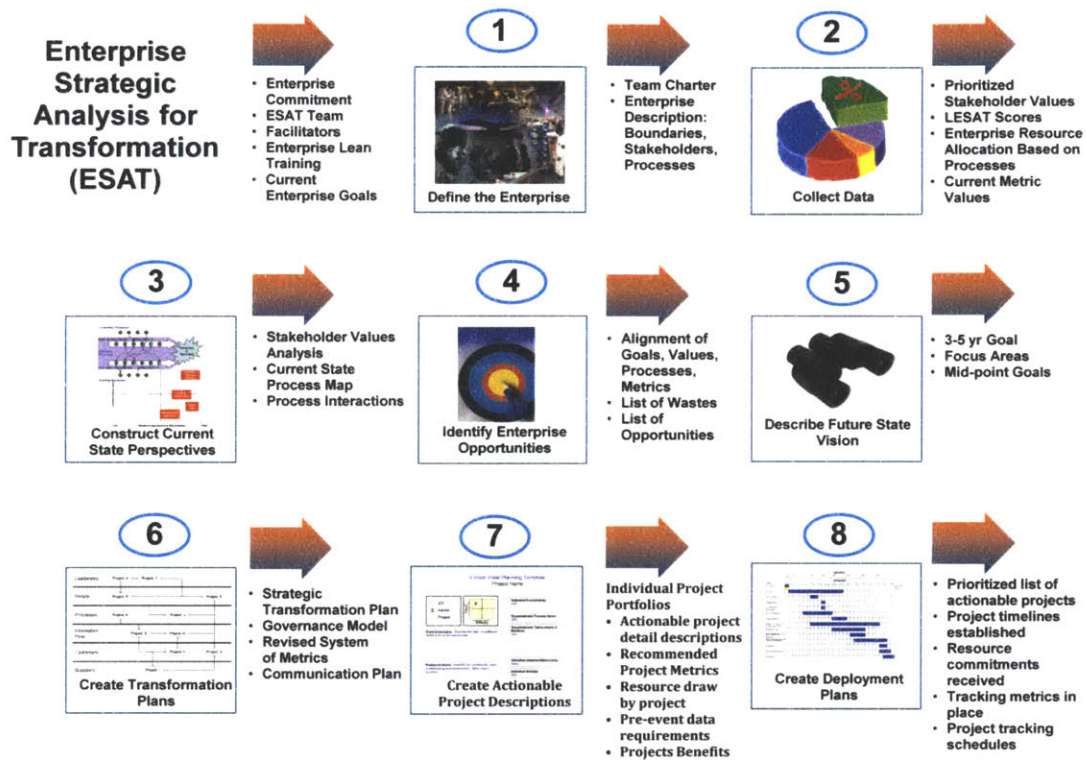 Enterprise
Strategic
Analysis for
Transformation
(ESAT)
• Enterprise
Commitment
• ESAT Team
• Facilitators
• Enterprise Lean
Training
• Current
Enterprise Goals
1
Define the Enterprise
• Team Charter
• Enterprise
Description:
Boundaries,
Stakeholders,
Processes
2
Collect Data
• Prioritized
Stakeholder Values
• LESAT Scores
• Enterprise Resource
Allocation Based on
Processes
• Current Metric
Values
3
Construct Current
State Perspectives
• Stakeholder Values
Analysis
• Current State
Process Map
• Process Interactions
4
Identify Enterprise
Opportunities
• Alignment of
Goals, Values,
Processes,
Metrics
• List of Wastes
• List of
Opportunities
5
Describe Future State
Vision
• 3-5 yr Goal
• Focus Areas
• Mid-point Goals
6
Leadership
People
Processes
Customers
Suppliers
Create Transformation
Plans
• Strategic
Transformation Plan
• Governance Model
• Revised System
of Metrics
• Communication Plan
7
Project Name
Create Actionable
Project Descriptions
Individual Project
Portfolios
• Actionable project
detail descriptions
• Recommended
Project Metrics
• Resource draw
by project
• Pre-event data
requirements
• Projects Benefits
8
Create Deployment
Plans
• Prioritized list of
actionable projects
• Project timelines
established
• Resource
commitments
received
• Tracking metrics in
place
• Project tracking
schedules